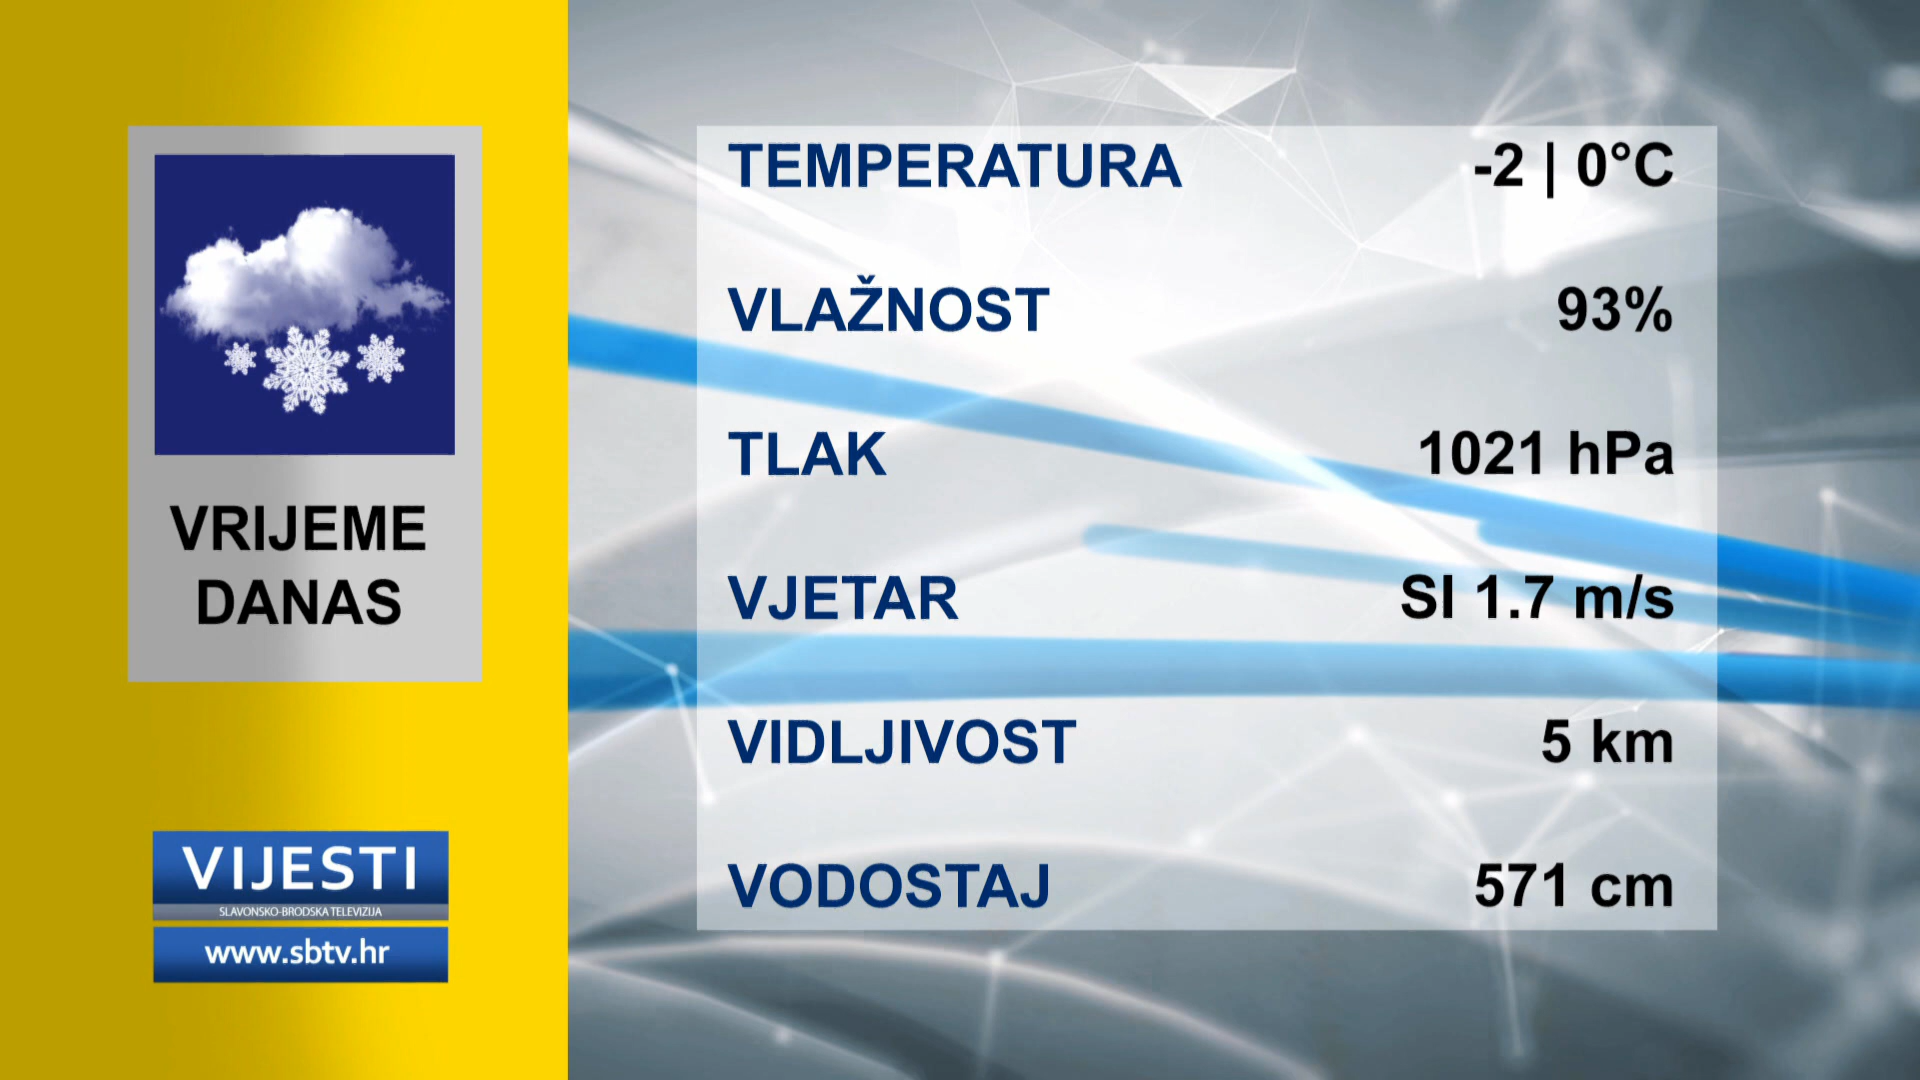 VRIJEME
DANAS
VIJESTI
SLAVONSKO-BRODSKA TELEVIZIJA
www.sbtv.hr
TEMPERATURA -2 | 0°C
VLAŽNOST 93%
TLAK 1021 hPa
VJETAR SI 1.7 m/s
VIDLJIVOST 5 km
VODOSTAJ 571 cm